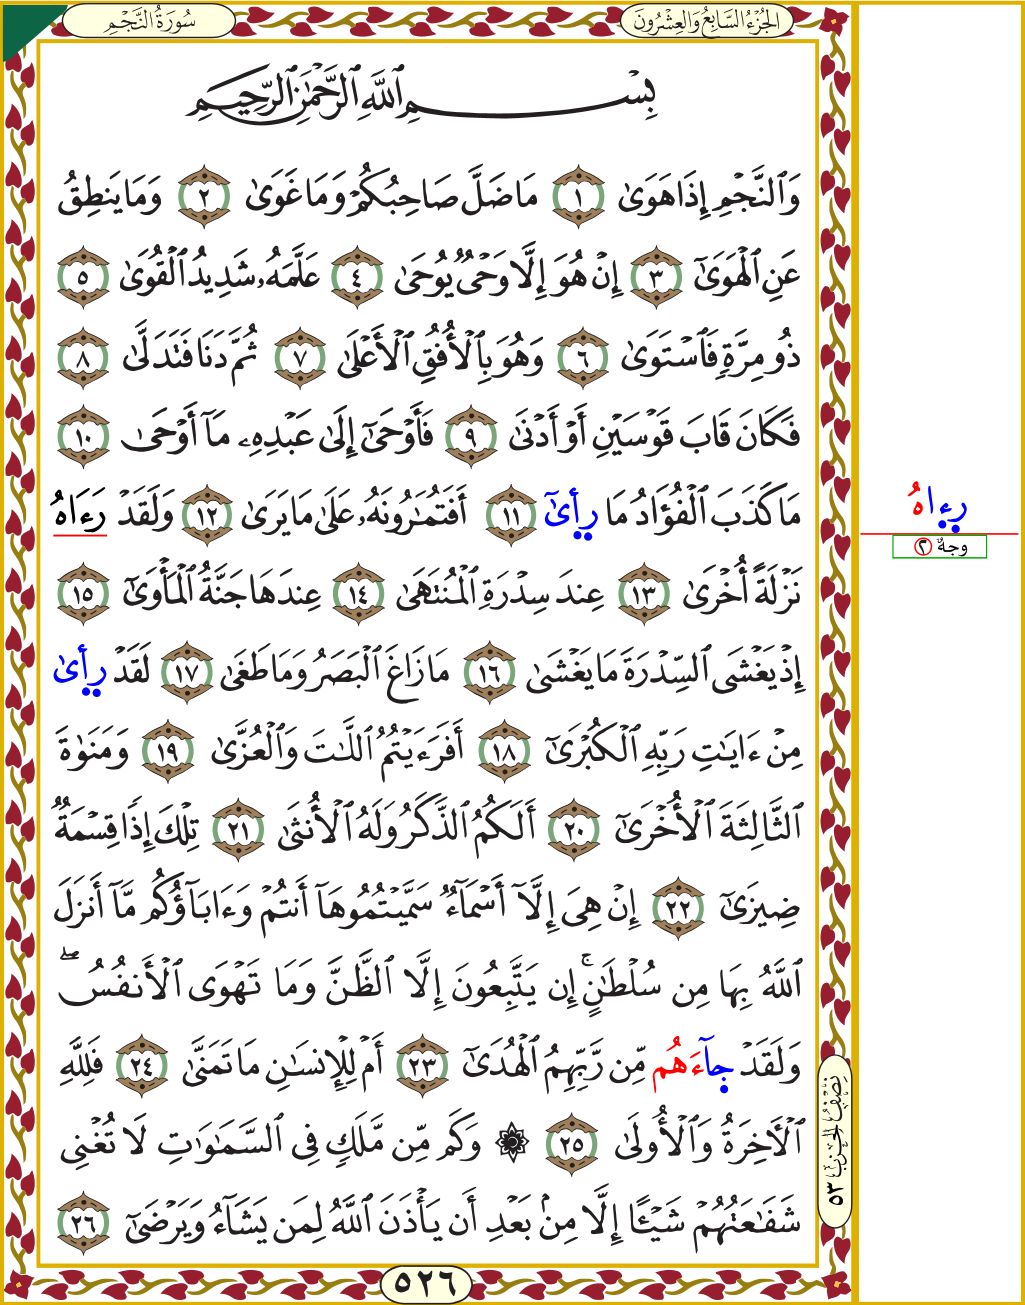 سُورَةُ النَّجْمِ
الجُزْءُ السَّابِعُ وَالعِشْرُونَ
بِسْمِ ٱللَّهِ ٱلرَّحْمَٰنِ ٱلرَّحِيمِ
وَٱلنَّجْمِ إِذَا هَوَىٰ ١ مَا ضَلَّ صَاحِبُكُمْ وَمَا غَوَىٰ ٢ وَمَا يَنطِقُ
عَنِ ٱلْهَوَىٰٓ ٣ إِنْ هُوَ إِلَّا وَحْىٌ يُوحَىٰ ٤ عَلَّمَهُۥ شَدِيدُ ٱلْقُوَىٰ ٥
ذُو مِرَّةٍ فَٱسْتَوَىٰ ٦ وَهُوَ بِٱلْأُفُقِ ٱلْأَعْلَىٰ ٧ ثُمَّ دَنَا فَتَدَلَّىٰ ٨
فَكَانَ قَابَ قَوْسَيْنِ أَوْ أَدْنَىٰ ٩ فَأَوْحَىٰٓ إِلَىٰ عَبْدِهِۦ مَآ أَوْحَىٰ ١٠
مَا كَذَبَ ٱلْفُؤَادُ مَا رِأىٰٓ ١١ أَفَتُمَٰرُونَهُۥ عَلَىٰ مَا يَرَىٰ ١٢ وَلَقَدْ رَءَاهُ
رِءِاهُ
وجهٌ ٢
نَزْلَةً أُخْرَىٰ ١٣ عِندَ سِدْرَةِ ٱلْمُنتَهَىٰ ١٤ عِندَهَا جَنَّةُ ٱلْمَأْوَىٰٓ ١٥
إِذْ يَغْشَى ٱلسِّدْرَةَ مَا يَغْشَىٰ ١٦ مَا زَاغَ ٱلْبَصَرُ وَمَا طَغَىٰ ١٧ لَقَدْ رِأىٰ
مِنْ ءَايَٰتِ رَبِّهِ ٱلْكُبْرَىٰٓ ١٨ أَفَرَءَيْتُمُ ٱللَّٰتَ وَٱلْعُزَّىٰ ١٩ وَمَنَوٰةَ
ٱلثَّالِثَةَ ٱلْأُخْرَىٰٓ ٢٠ أَلَكُمُ ٱلذَّكَرُ وَلَهُ ٱلْأُنثَىٰ ٢١ تِلْكَ إِذًا قِسْمَةٌ
ضِيزَىٰٓ ٢٢ إِنْ هِىَ إِلَّآ أَسْمَآءٌ سَمَّيْتُمُوهَآ أَنتُمْ وَءَابَآؤُكُم مَّآ أَنزَلَ
ٱللَّهُ بِهَا مِن سُلْطَٰنٍۚ إِن يَتَّبِعُونَ إِلَّا ٱلظَّنَّ وَمَا تَهْوَى ٱلْأَنفُسُۖ
وَلَقَدْ جِآءَهُم مِّن رَّبِّهِمُ ٱلْهُدَىٰٓ ٢٣ أَمْ لِلْإِنسَٰنِ مَا تَمَنَّىٰ ٢٤ فَلِلَّهِ
ٱلْأَخِرَةُ وَٱلْأُولَىٰ ٢٥ ۞ وَكَم مِّن مَّلَكٍ فِى ٱلسَّمَٰوَٰتِ لَا تُغْنِى
شَفَٰعَتُهُمْ شَيْـًٔا إِلَّا مِنۢ بَعْدِ أَن يَأْذَنَ ٱللَّهُ لِمَن يَشَآءُ وَيَرْضَىٰٓ ٢٦
نِصْفُ الحِزْبِ ٥٣
٥٢٦